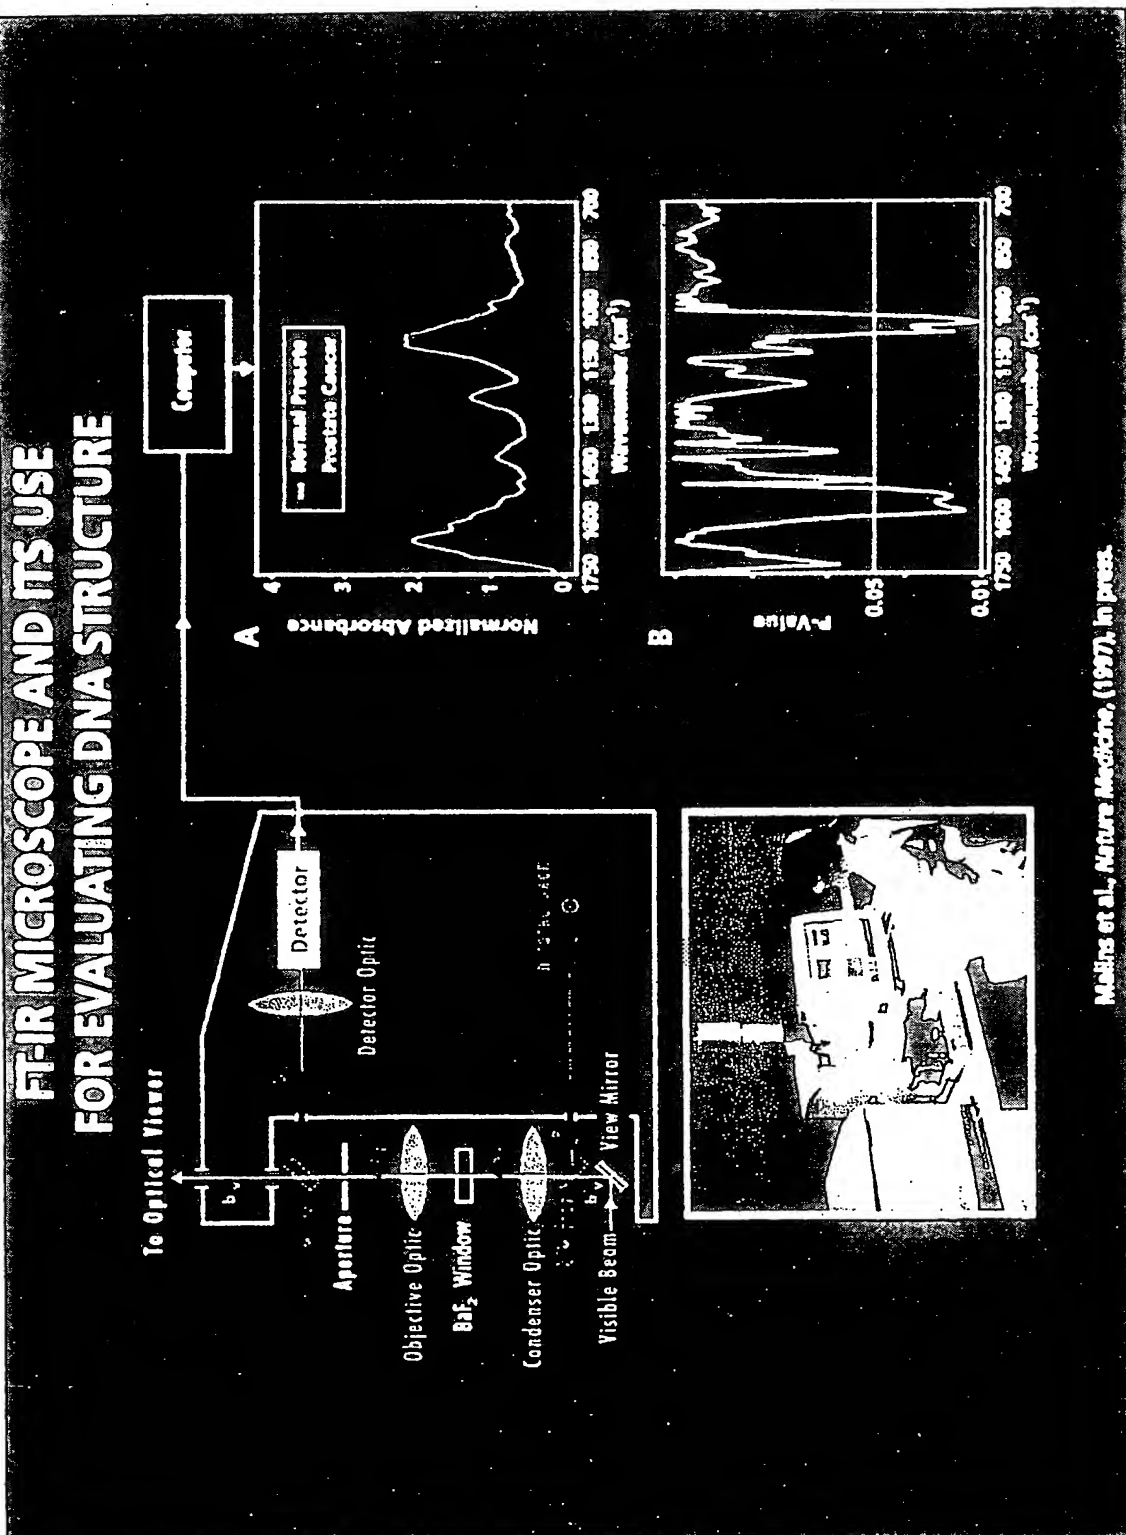 FT-IR MICROSCOPE AND ITS USE
FOR EVALUATING DNA STRUCTURE
To Optical Viewer
b
v
Aperture
Objective Optic
BaF₂ Window
Condenser Optic
b
v
Visible Beam
View Mirror
Detector
Detector Optic
Computer
A
Normalized Absorbance
4
3
2
1
0
Normal Prostate
Prostate Cancer
1750 1600 1450 1300 1150 1000 850 700
Wavenumber (cm⁻¹)
B
P-Value
0.05
0.01
1750 1600 1450 1300 1150 1000 850 700
Wavenumber (cm⁻¹)
Malins et al., Nature Medicine, (1997), in press.